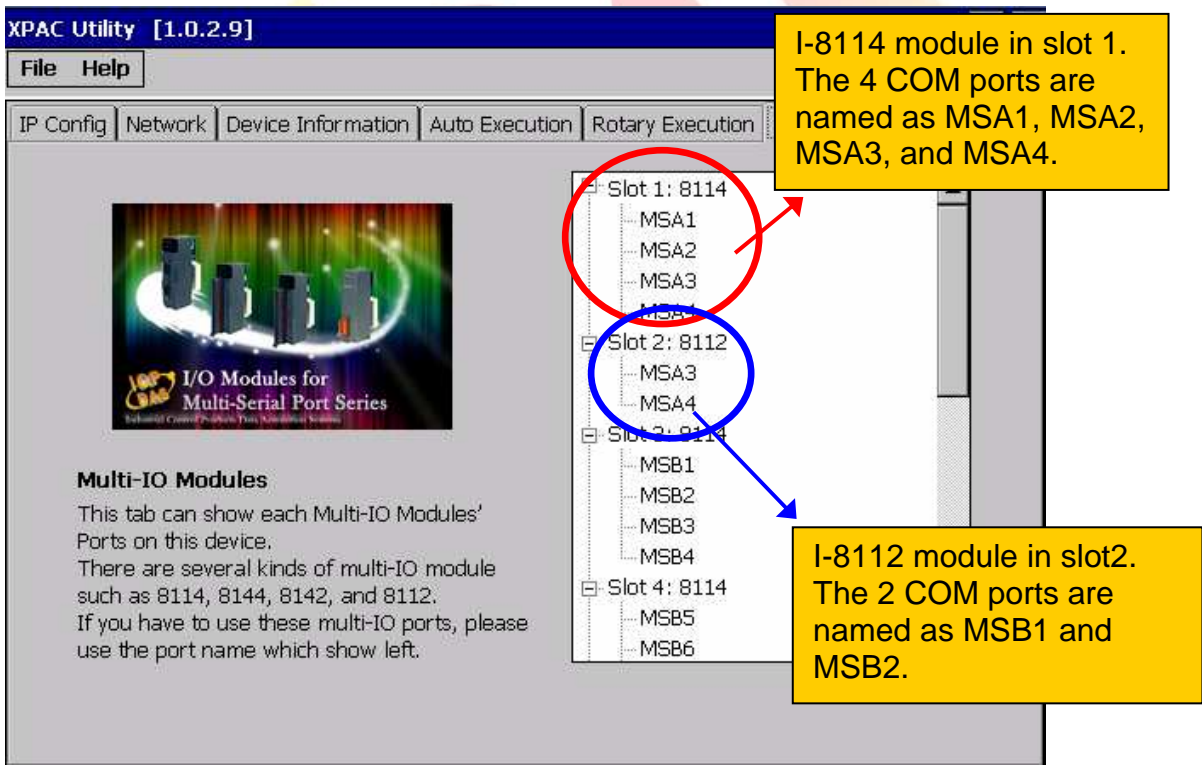 XPAC Utility [1.0.2.9]
File Help
IP Config Network Device Information Auto Execution Rotary Execution
I-8114 module in slot 1.
The 4 COM ports are
named as MSA1, MSA2,
MSA3, and MSA4.
Slot 1: 8114
MSA1
MSA2
MSA3
MSA4
Slot 2: 8112
MSA3
MSA4
Slot 3: 8114
MSB1
MSB2
MSB3
MSB4
Slot 4: 8114
MSB5
MSB6
I/O Modules for
Multi-Serial Port Series
Multi-IO Modules
This tab can show each Multi-IO Modules'
Ports on this device.
There are several kinds of multi-IO module
such as 8114, 8144, 8142, and 8112.
If you have to use these multi-IO ports, please
use the port name which show left.
I-8112 module in slot2.
The 2 COM ports are
named as MSB1 and
MSB2.